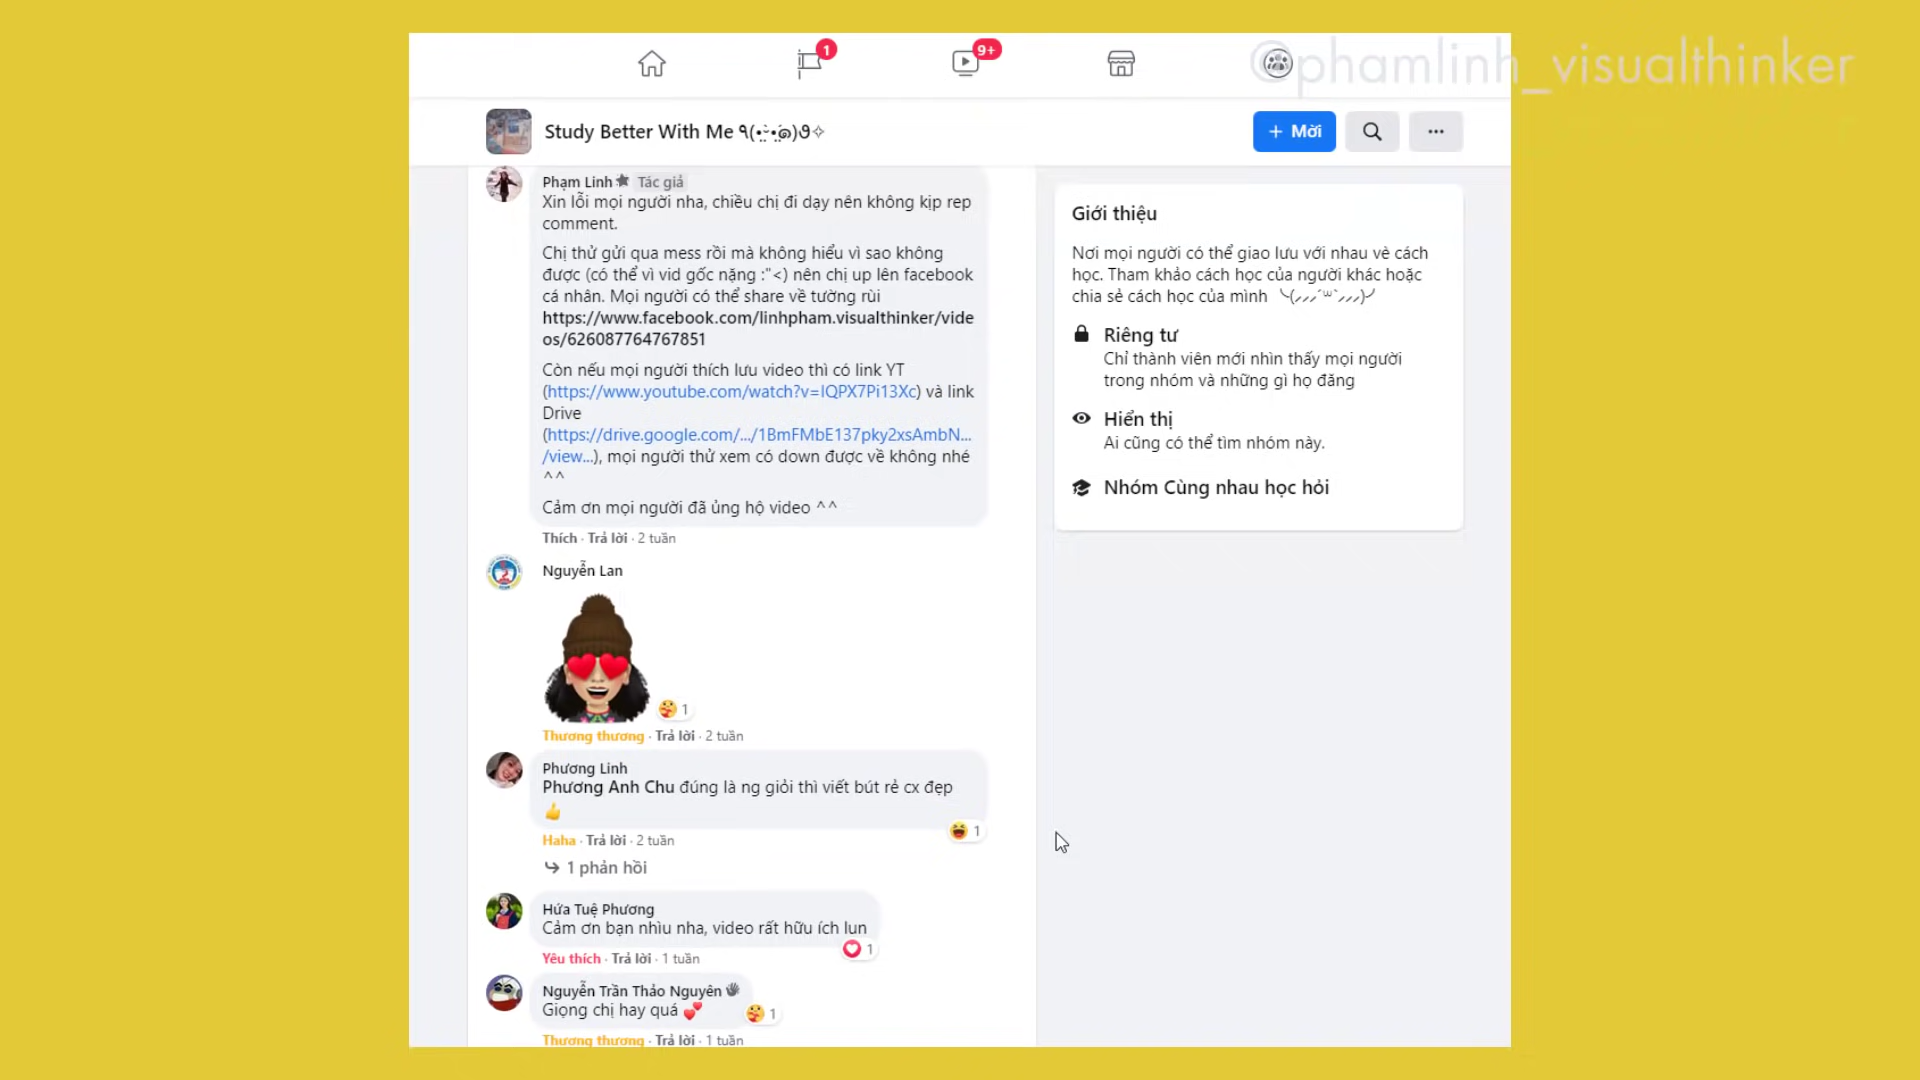 1
9+
@phamlinh_visualthinker
Study Better With Me
+ Mời
Phạm Linh Tác giả
Xin lỗi mọi người nha, chiều chị đi dạy nên không kịp rep
comment.
Chị thử gửi qua mess rồi mà không hiểu vì sao không
được (có thể vì vid gốc nặng :"<) nên chị up lên facebook
cá nhân. Mọi người có thể share về tường rùi
https://www.facebook.com/linhpham.visualthinker/vide
os/626087764767851
Còn nếu mọi người thích lưu video thì có link YT
(https://www.youtube.com/watch?v=IQPX7Pi13Xc) và link
Drive
(https://drive.google.com/.../1BmFMbE137pky2xsAmbN...
/view...), mọi người thử xem có down được về không nhé
^^
Cảm ơn mọi người đã ủng hộ video ^^
Thích · Trả lời · 2 tuần
Nguyễn Lan
1
Thương thương · Trả lời · 2 tuần
Phương Linh
Phương Anh Chu đúng là ng giỏi thì viết bút rẻ cx đẹp
👍
1
Haha · Trả lời · 2 tuần
1 phản hồi
Hứa Tuệ Phương
Cảm ơn bạn nhìu nha, video rất hữu ích lun
1
Yêu thích · Trả lời · 1 tuần
Nguyễn Trần Thảo Nguyên
Giọng chị hay quá 💕
1
Thương thương · Trả lời · 1 tuần
Giới thiệu
Nơi mọi người có thể giao lưu với nhau vè cách
học. Tham khảo cách học của người khác hoặc
chia sẻ cách học của mình
Riêng tư
Chỉ thành viên mới nhìn thấy mọi người
trong nhóm và những gì họ đăng
Hiển thị
Ai cũng có thể tìm nhóm này.
Nhóm Cùng nhau học hỏi